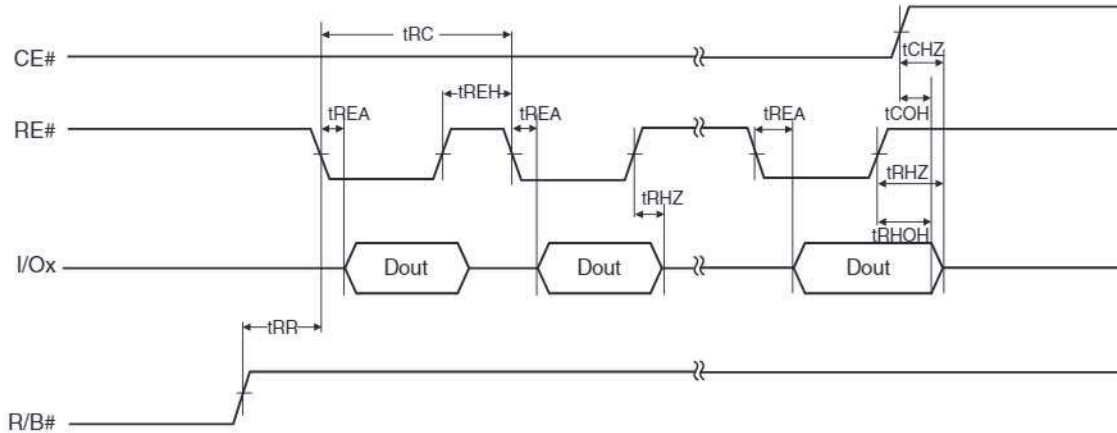 tRC
tCHZ
CE#
tREH
tREA
tREA
tREA
tCOH
RE#
tRHZ
tRHZ
tRHOH
I/Ox
Dout
Dout
Dout
tRR
R/B#